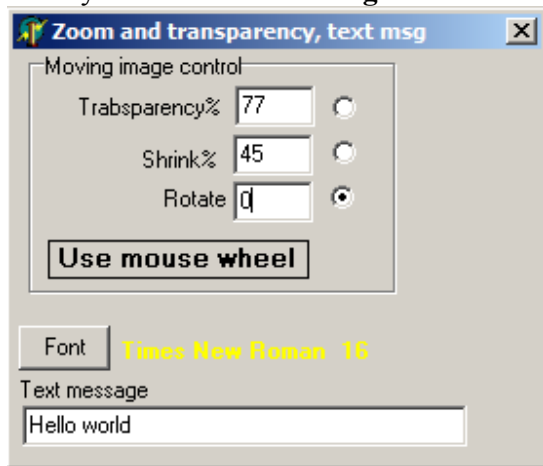 Zoom and transparency, text msg
Moving image control
Trabsparency% 77
Shrink% 45
Rotate 0
Use mouse wheel
Font Times New Roman 16
Text message
Hello world